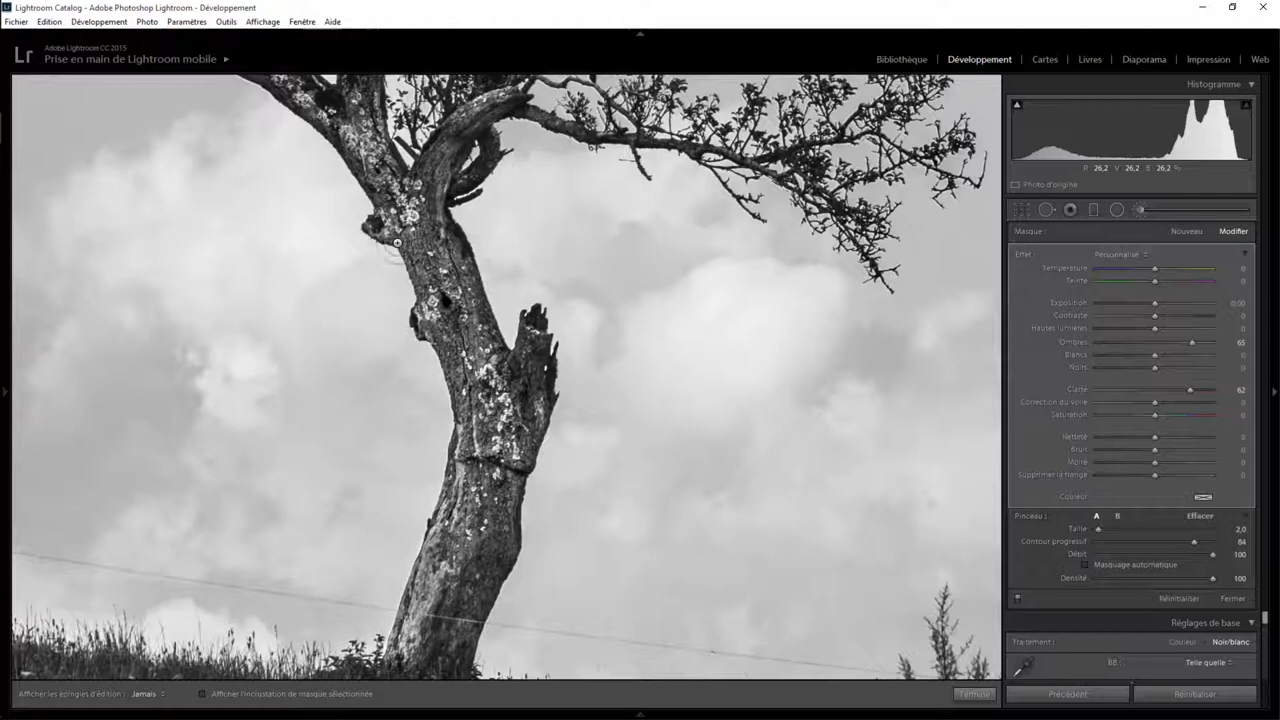 Lightroom Catalog - Adobe Photoshop Lightroom - Développement
Fichier Edition Développement Photo Paramètres Outils Affichage Fenêtre Aide
Lr
Adobe Lightroom CC 2015
Prise en main de Lightroom mobile
Bibliothèque Développement Cartes Livres Impression Diaporama Web
Histogramme
R 26,2 V 26,2 B 26,2 %
Photo d'origine
Masque : Nouveau Modifier
Effet : Personnalisé
Température 0
Teinte 0
Exposition 0,00
Contraste 0
Hautes lumières 0
Ombres 65
Blancs 0
Noirs 0
Clarté 62
Correction du voile 0
Saturation 0
Netteté 0
Bruit 0
Moiré 0
Supprimer la frange 0
Couleur
Pinceau : A B Effacer
Taille 2,0
Contour progressif 84
Débit 100
Masquage automatique
Densité 100
Réinitialiser Fermer
Réglages de base
Traitement : Couleur Noir/blanc
BB : Telle quelle
Afficher les épingles d'édition : Jamais Afficher l'incrustation de masque sélectionnée Terminé
Précédent Réinitialiser